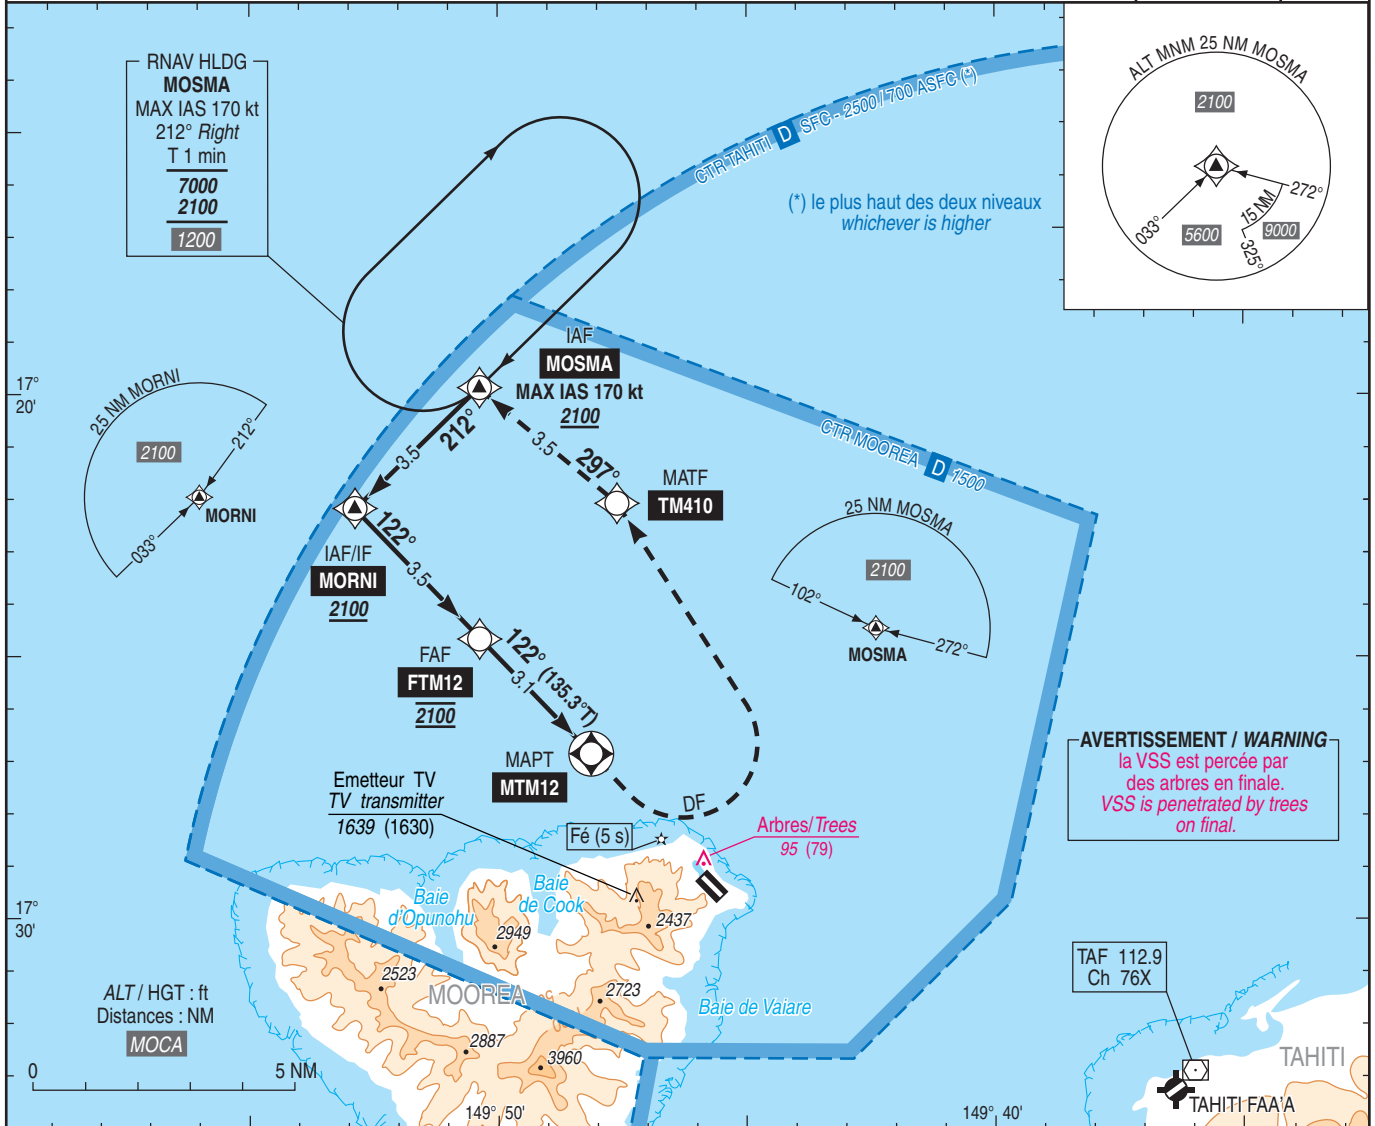 RNAV HLDG
MOSMA
MAX IAS 170 kt
212° Right
T 1 min
7000
2100
1200
CTR TAHITI D SFC - 2500 / 700 ASFC (*)
(*) le plus haut des deux niveaux
whichever is higher
ALT MNM 25 NM MOSMA
2100
272°
15 NM
033°
5600
9000
325°
IAF
MOSMA
MAX IAS 170 kt
2100
17°
20'
25 NM MORNI
2100
212°
MORNI
033°
212°
3.5
3.5
297°
CTR MOOREA D 1500
MATF
TM410
122°
3.5
IAF/IF
MORNI
2100
25 NM MOSMA
2100
102°
272°
MOSMA
FAF
FTM12
2100
122° (135.3°T)
3.1
MAPT
MTM12
DF
AVERTISSEMENT / WARNING
la VSS est percée par
des arbres en finale.
VSS is penetrated by trees
on final.
Emetteur TV
TV transmitter
1639 (1630)
Fé (5 s)
Arbres/Trees
95 (79)
Baie
d'Opunohu
Baie
de Cook
17°
30'
2437
2949
2523
2723
MOOREA
2887
3960
Baie de Vaiare
ALT / HGT : ft
Distances : NM
MOCA
0
5 NM
TAF 112.9
Ch 76X
TAHITI
TAHITI FAA'A
149° 50'
149° 40'